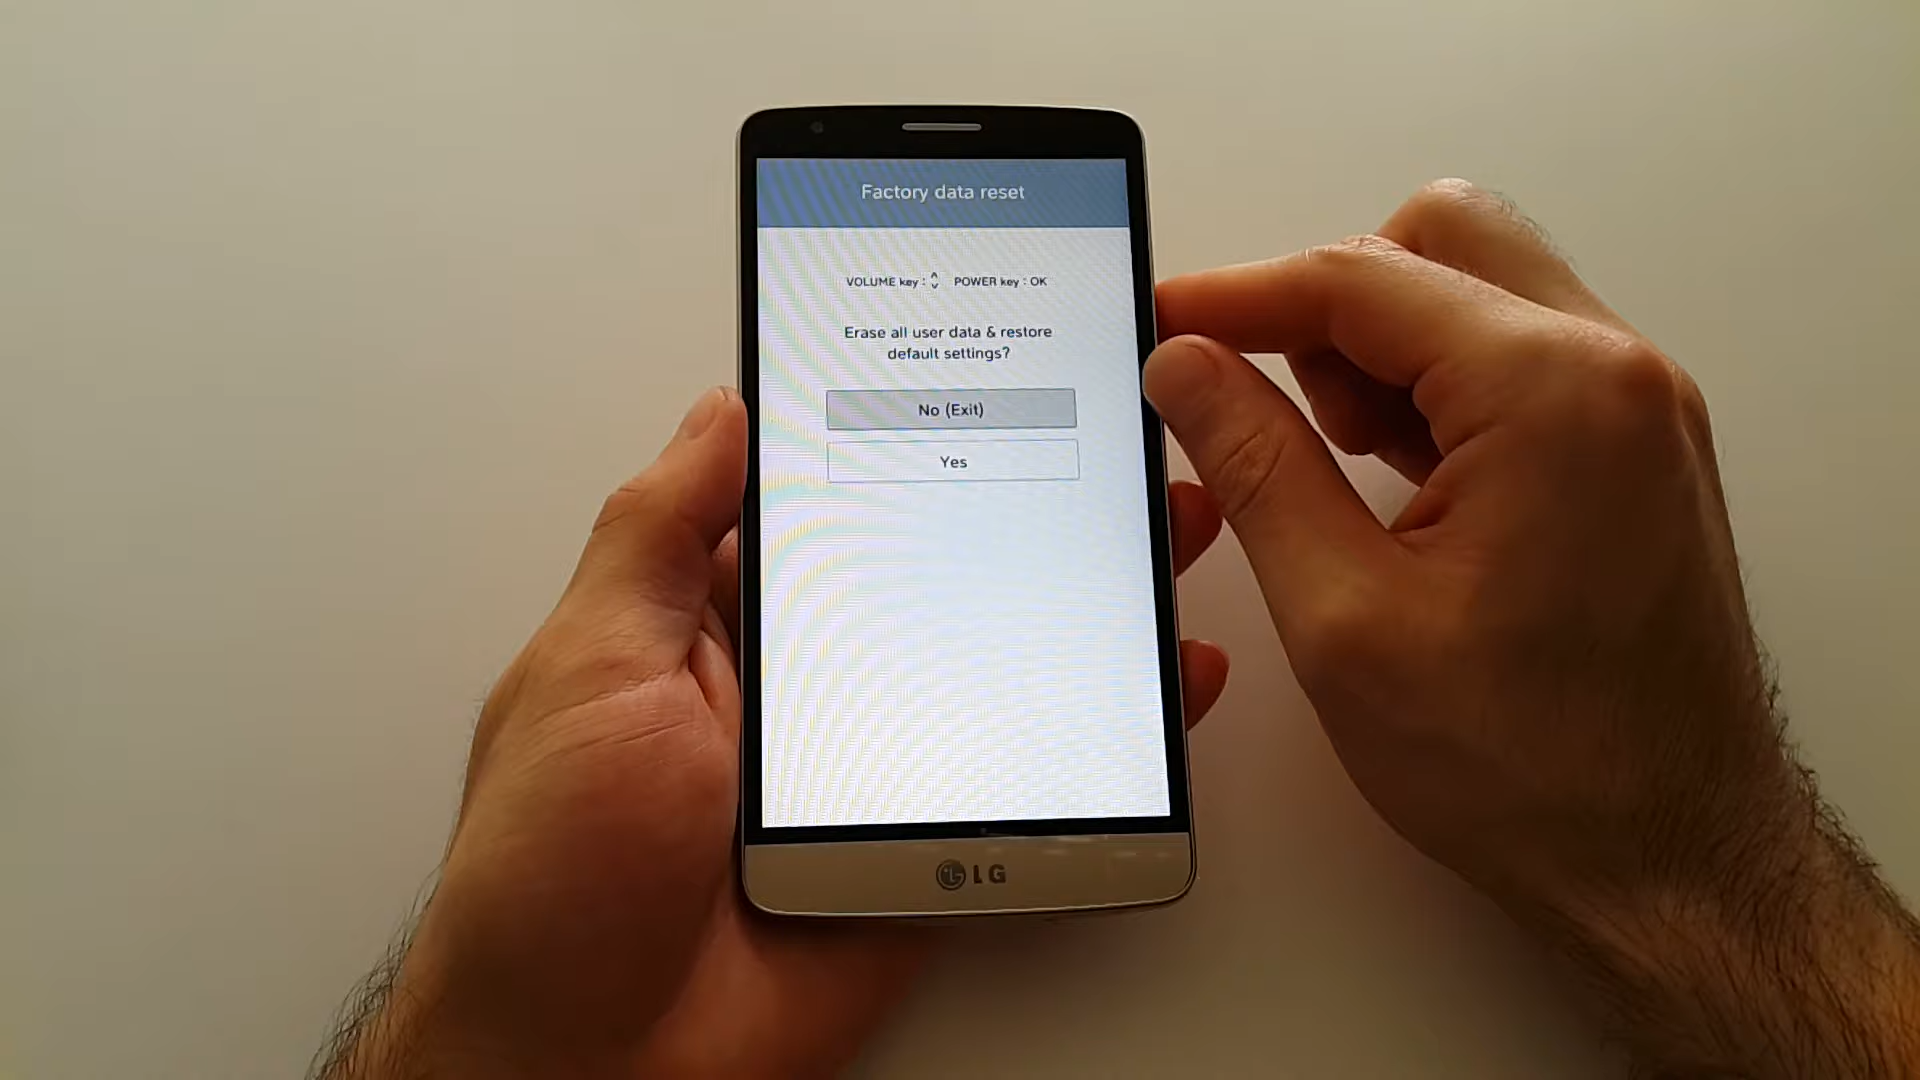 Factory data reset
VOLUME key : POWER key : OK
Erase all user data & restore
default settings?
No (Exit)
Yes
LG